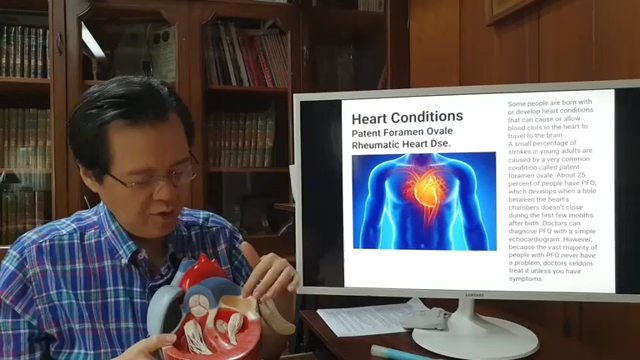 Heart Conditions
Patent Foramen Ovale
Rheumatic Heart Dse.
Some people are born with
or develop heart conditions
that can cause or allow
blood clots in the heart to
travel to the brain.
A small percentage of
strokes in young adults are
caused by a very common
condition called patent
foramen ovale. About 25
percent of people have PFO,
which develops when a hole
between the heart's
chambers doesn't close
during the first few months
after birth. Doctors can
diagnose PFO with a simple
echocardiogram. However,
because the vast majority of
people with PFO never have
a problem, doctors seldom
treat it unless you have
symptoms.
SAMSUNG